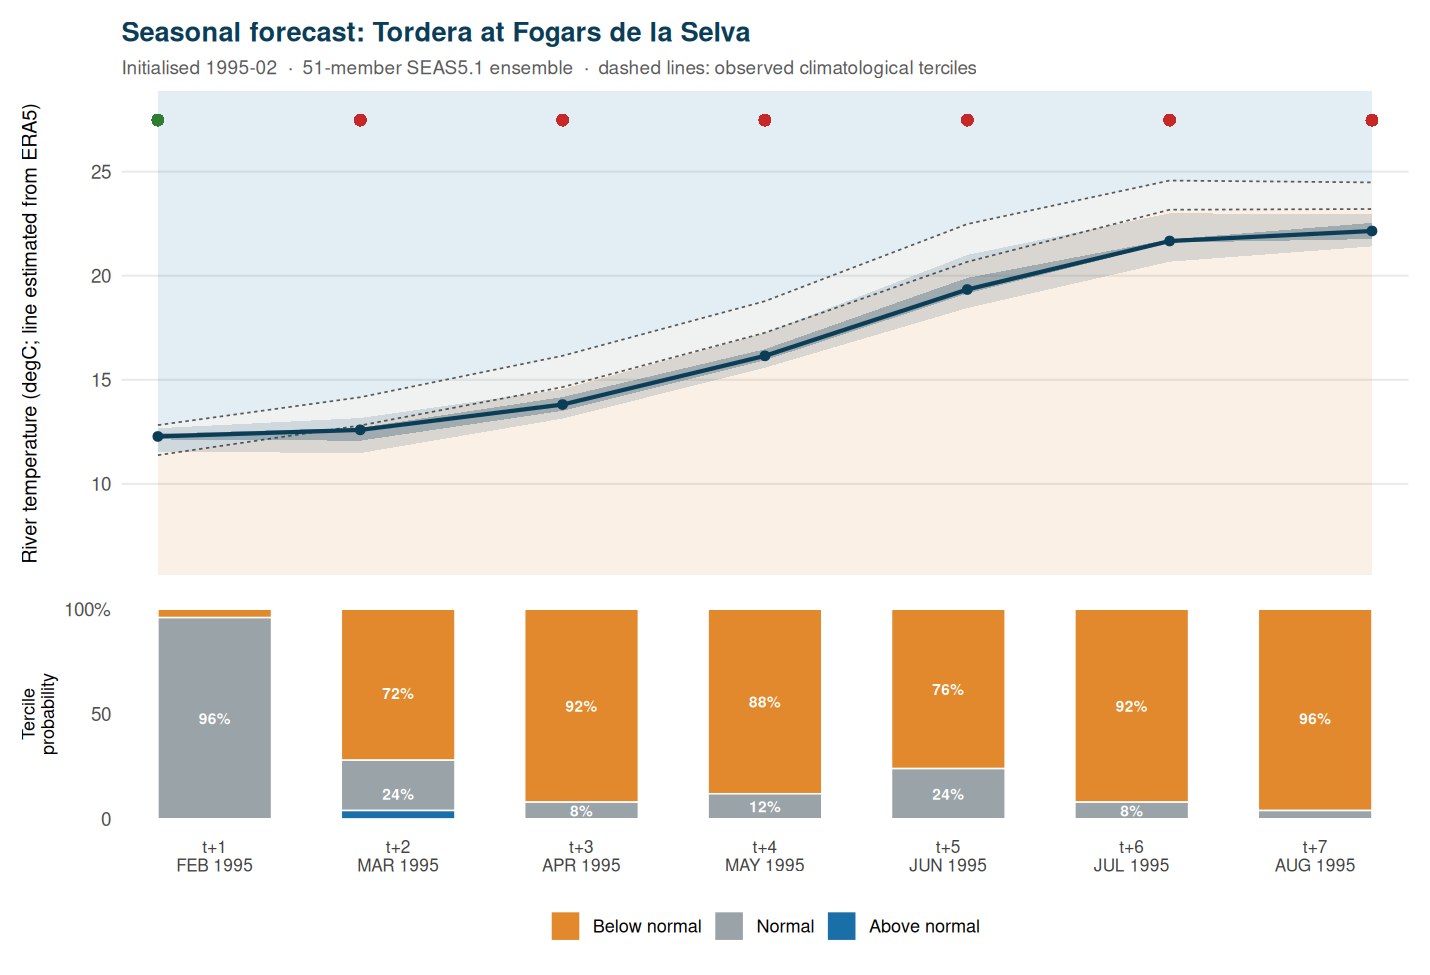 Seasonal forecast: Tordera at Fogars de la Selva
Initialised 1995-02 · 51-member SEAS5.1 ensemble · dashed lines: observed climatological terciles
River temperature (degC; line estimated from ERA5)
25
20
15
10
Tercile
probability
100%
50
0
96%
72%
24%
92%
8%
88%
12%
76%
24%
92%
8%
96%
t+1
FEB 1995
t+2
MAR 1995
t+3
APR 1995
t+4
MAY 1995
t+5
JUN 1995
t+6
JUL 1995
t+7
AUG 1995
Below normal
Normal
Above normal